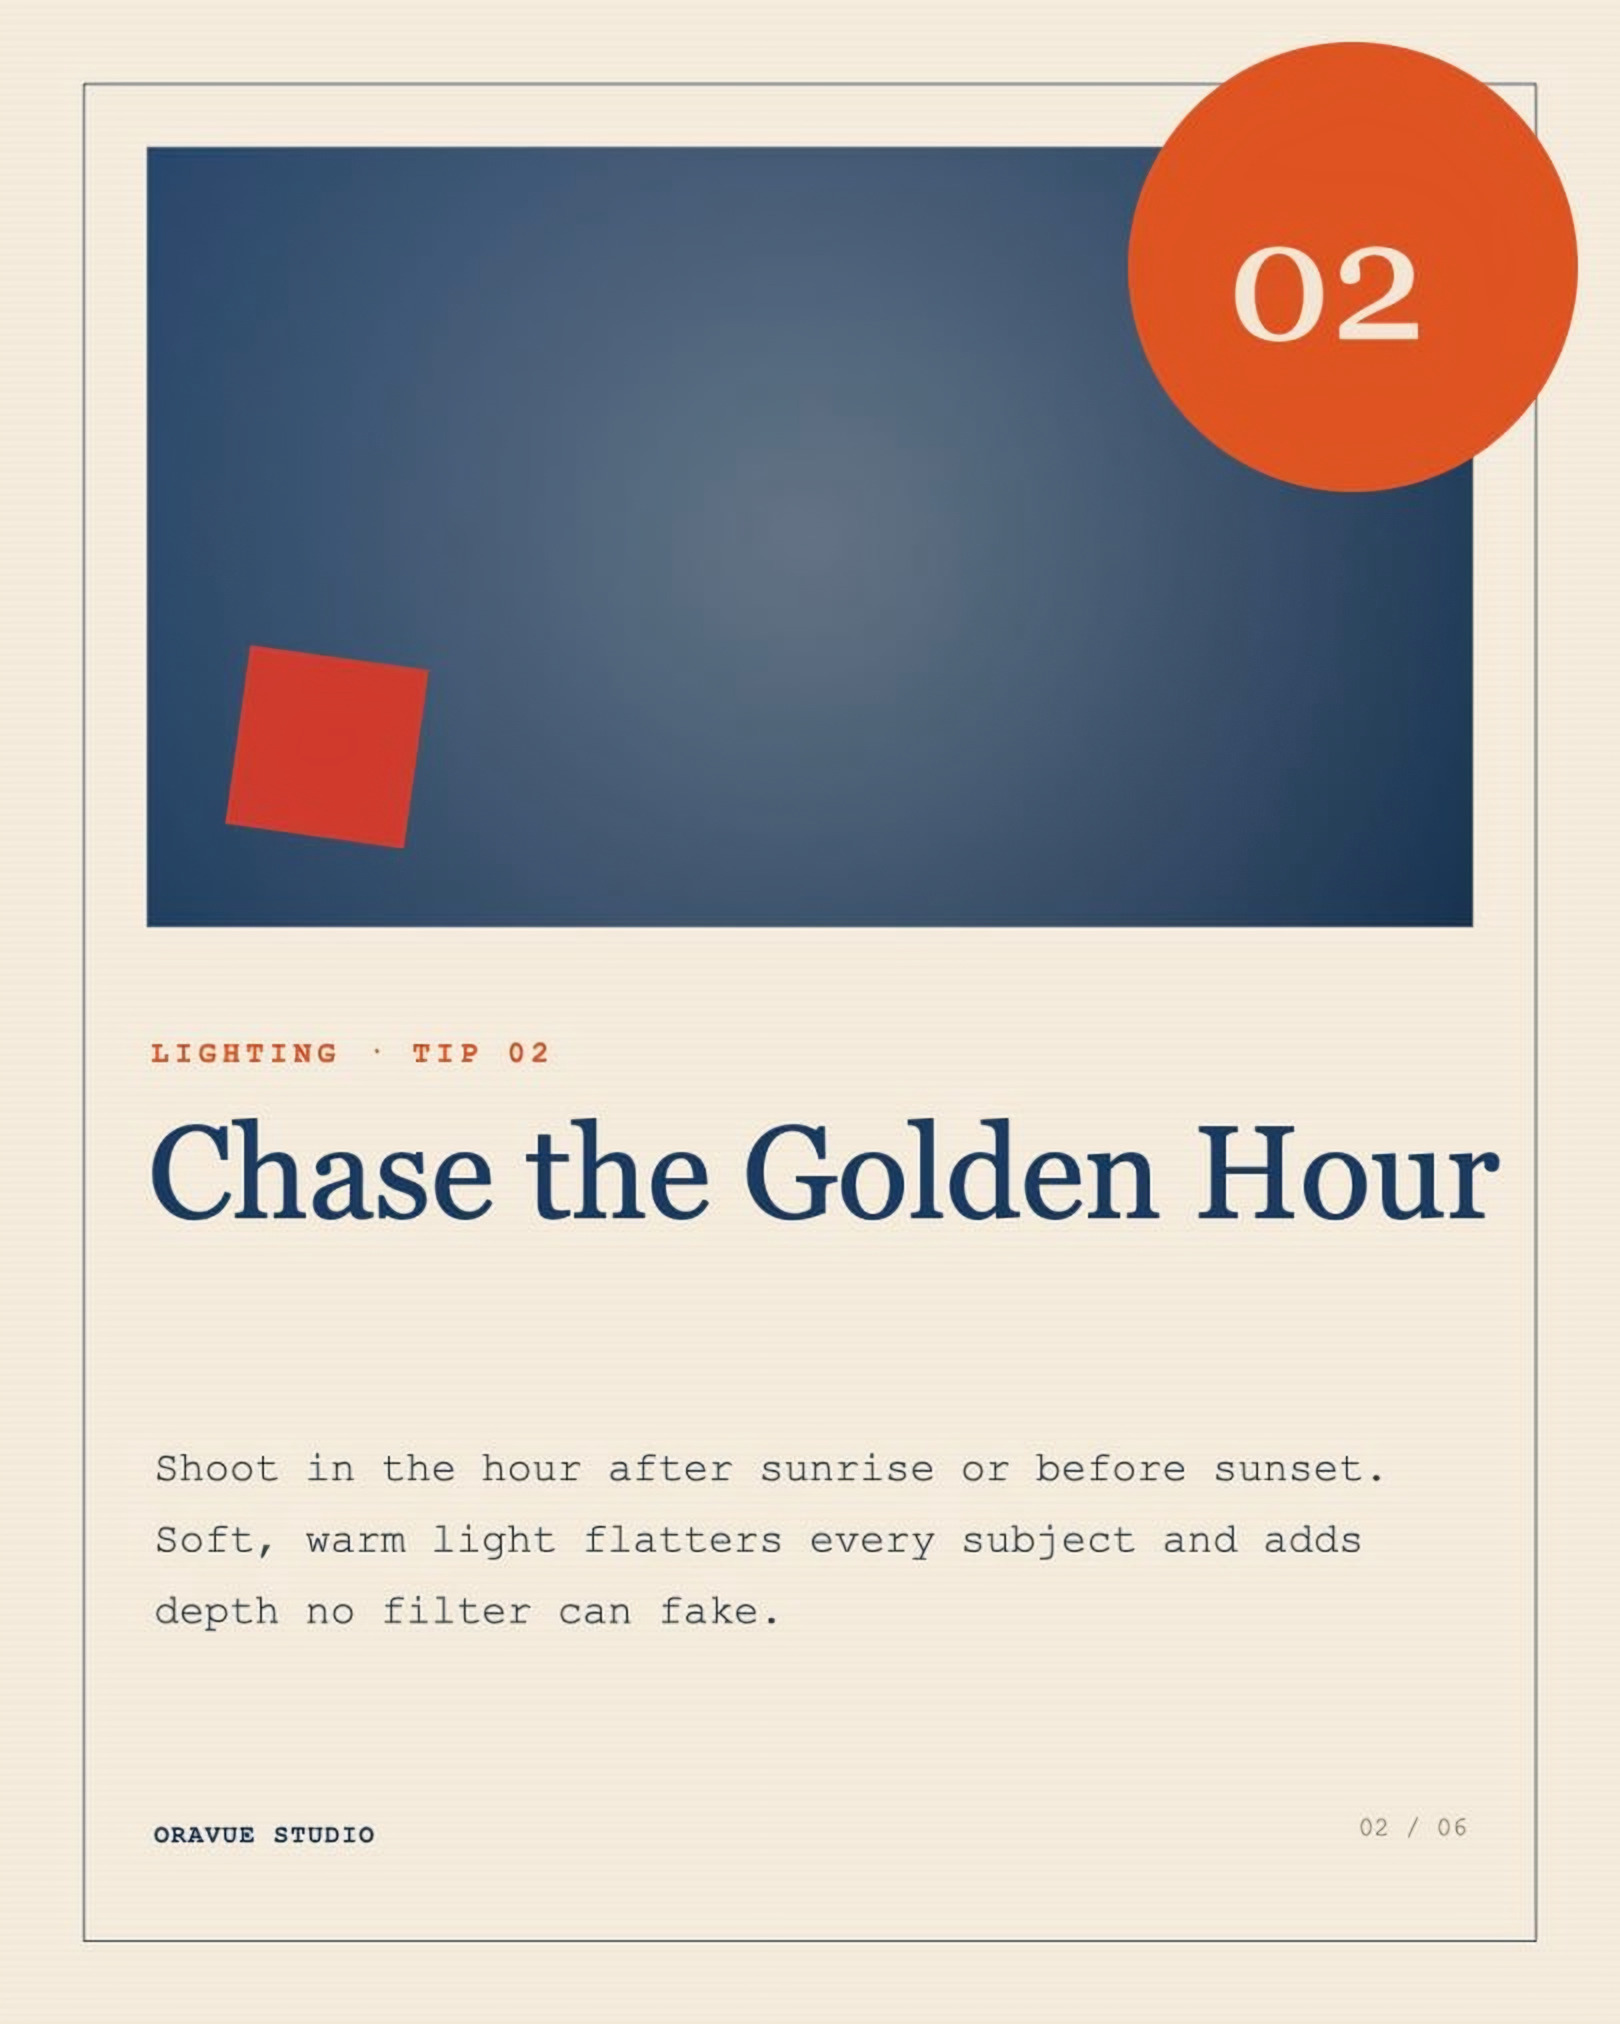 02
LIGHTING · TIP 02
Chase the Golden Hour
Shoot in the hour after sunrise or before sunset.
Soft, warm light flatters every subject and adds
depth no filter can fake.
ORAVUE STUDIO
02 / 06